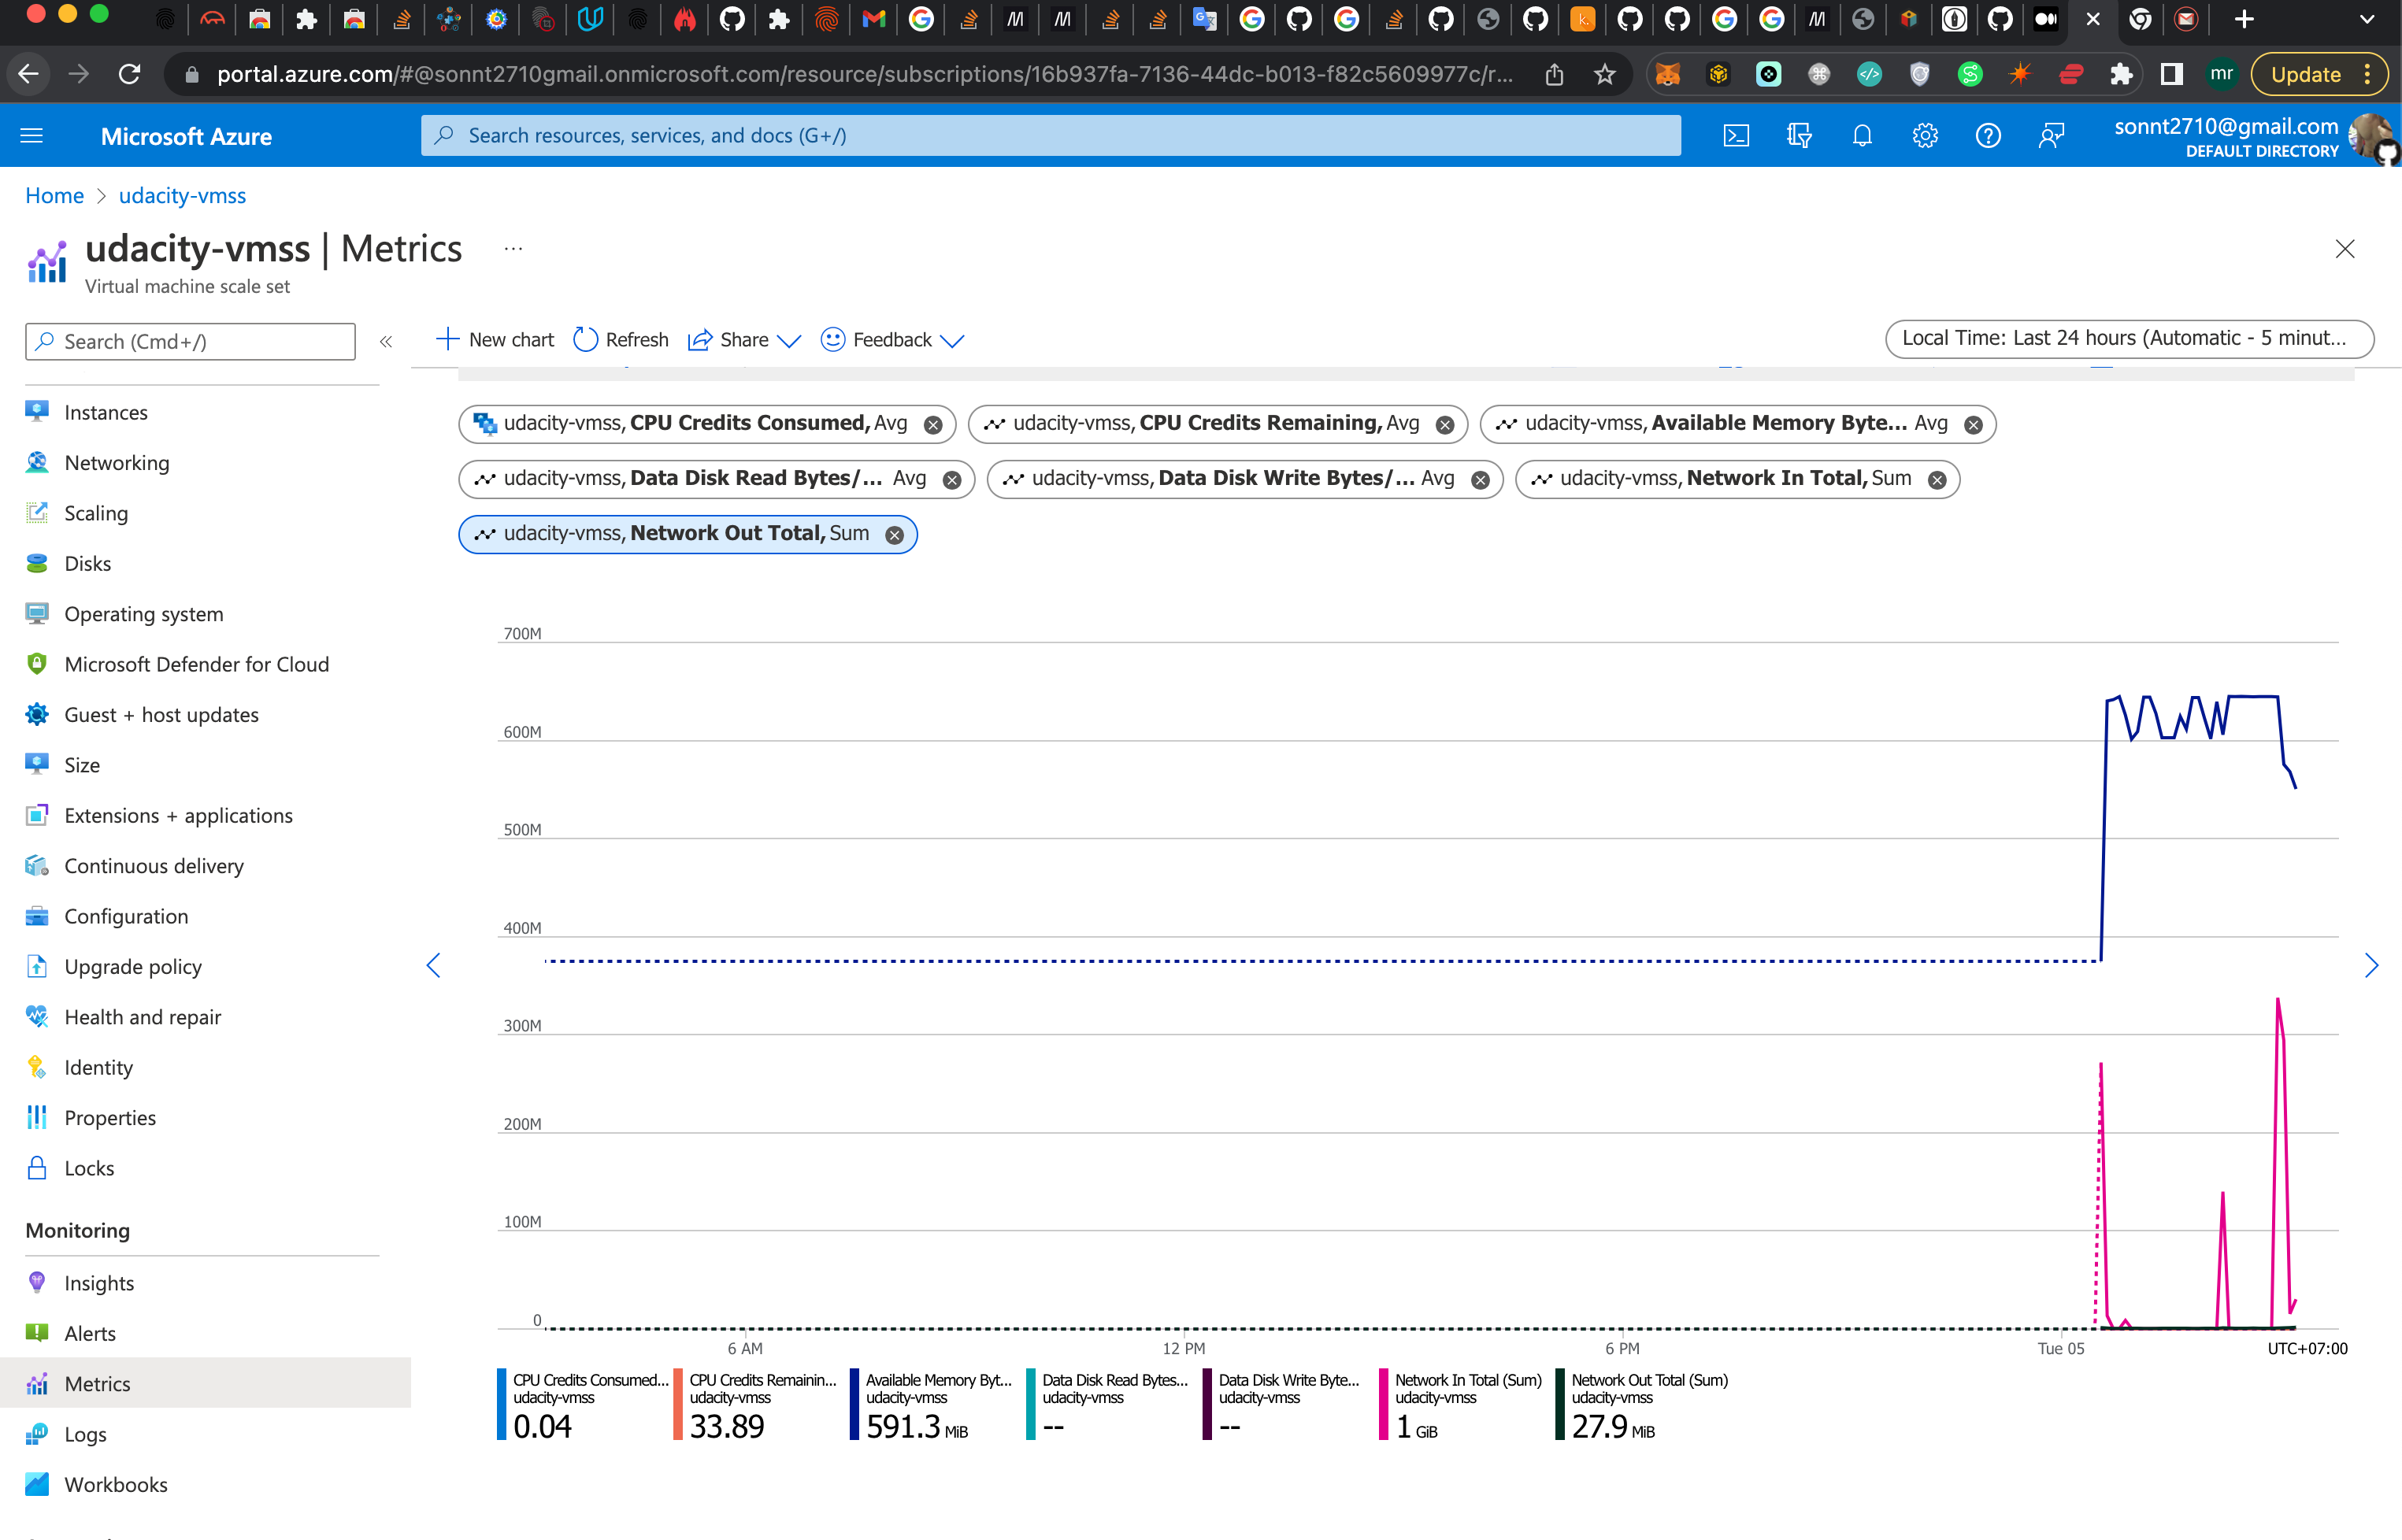 portal.azure.com/#@sonnt2710gmail.onmicrosoft.com/resource/subscriptions/16b937fa-7136-44dc-b013-f82c5609977c/r...
mr
Update
Microsoft Azure
Search resources, services, and docs (G+/)
sonnt2710@gmail.com
DEFAULT DIRECTORY
Home > udacity-vmss
udacity-vmss | Metrics ...
Virtual machine scale set
Search (Cmd+/)
«
New chart
Refresh
Share
Feedback
Local Time: Last 24 hours (Automatic - 5 minut...
Instances
Networking
Scaling
Disks
Operating system
Microsoft Defender for Cloud
Guest + host updates
Size
Extensions + applications
Continuous delivery
Configuration
Upgrade policy
Health and repair
Identity
Properties
Locks
Monitoring
Insights
Alerts
Metrics
Logs
Workbooks
udacity-vmss, CPU Credits Consumed, Avg
udacity-vmss, CPU Credits Remaining, Avg
udacity-vmss, Available Memory Byte... Avg
udacity-vmss, Data Disk Read Bytes/... Avg
udacity-vmss, Data Disk Write Bytes/... Avg
udacity-vmss, Network In Total, Sum
udacity-vmss, Network Out Total, Sum
700M
600M
500M
400M
300M
200M
100M
0
6 AM
12 PM
6 PM
Tue 05
UTC+07:00
CPU Credits Consumed...
udacity-vmss
0.04
CPU Credits Remainin...
udacity-vmss
33.89
Available Memory Byt...
udacity-vmss
591.3 MiB
Data Disk Read Bytes...
udacity-vmss
--
Data Disk Write Byte...
udacity-vmss
--
Network In Total (Sum)
udacity-vmss
1 GiB
Network Out Total (Sum)
udacity-vmss
27.9 MiB